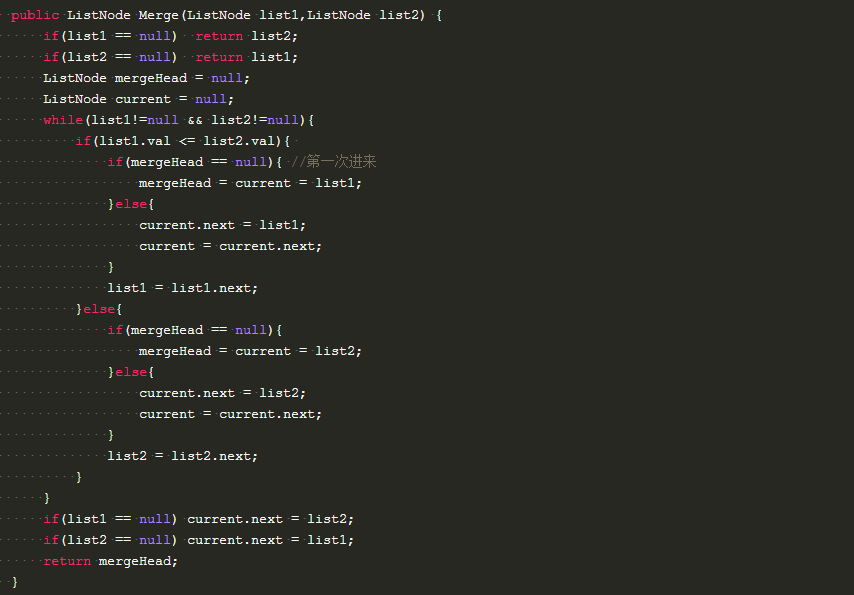 public ListNode Merge(ListNode list1,ListNode list2) {
if(list1 == null)  return list2;
if(list2 == null)  return list1;
ListNode mergeHead = null;
ListNode current = null;
while(list1!=null && list2!=null){
if(list1.val <= list2.val){
if(mergeHead == null){ //第一次进来
mergeHead = current = list1;
}else{
current.next = list1;
current = current.next;
}
list1 = list1.next;
}else{
if(mergeHead == null){
mergeHead = current = list2;
}else{
current.next = list2;
current = current.next;
}
list2 = list2.next;
}
}
if(list1 == null) current.next = list2;
if(list2 == null) current.next = list1;
return mergeHead;
}